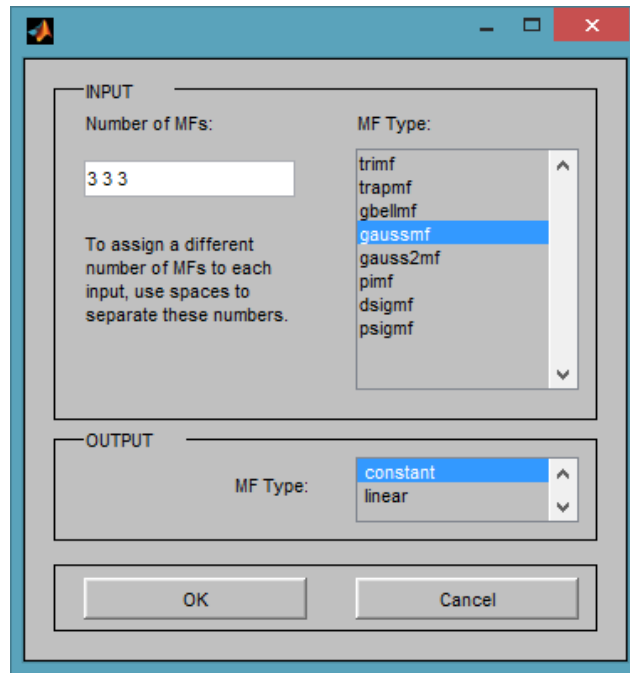 INPUT
Number of MFs:
3 3 3
To assign a different
number of MFs to each
input, use spaces to
separate these numbers.
MF Type:
trimf
trapmf
gbellmf
gaussmf
gauss2mf
pimf
dsigmf
psigmf
OUTPUT
MF Type:
constant
linear
OK
Cancel